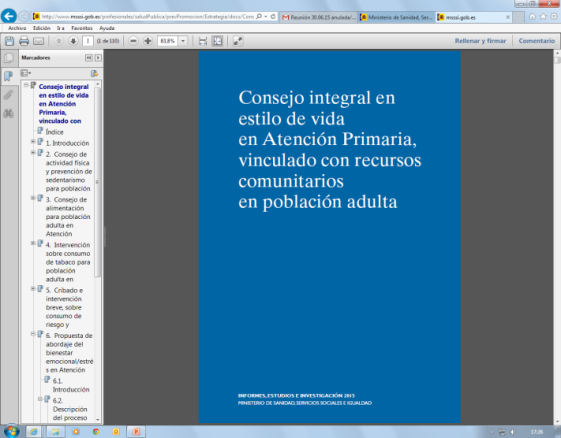 http://www.msssi.gob.es/profesionales/saludPublica/prevPromocion/Estrategia/docs/Cons
Reunión 30.06.15 anulada/...
Ministerio de Sanidad, Ser...
msssi.gob.es
Archivo Edición Ir a Favoritos Ayuda
1 83,8%
Rellenar y firmar Comentario
Marcadores
Consejo integral
en estilo de vida
en Atención
Primaria,
vinculado con
Índice
1. Introducción
2. Consejo de
actividad física
y prevención de
sedentarismo
para población
3. Consejo de
alimentación
para población
adulta en
Atención
4. Intervención
sobre consumo
de tabaco para
población
adulta en
5. Cribado e
intervención
breve, sobre
consumo de
riesgo y
6. Propuesta de
abordaje del
bienestar
emocional/estré
s en Atención
6.1.
Introducción
6.2.
Descripción
del proceso
Consejo integral en
estilo de vida
en Atención Primaria,
vinculado con recursos
comunitarios
en población adulta
INFORMES, ESTUDIOS E INVESTIGACIÓN 2015
MINISTERIO DE SANIDAD, SERVICIOS SOCIALES E IGUALDAD
17:26